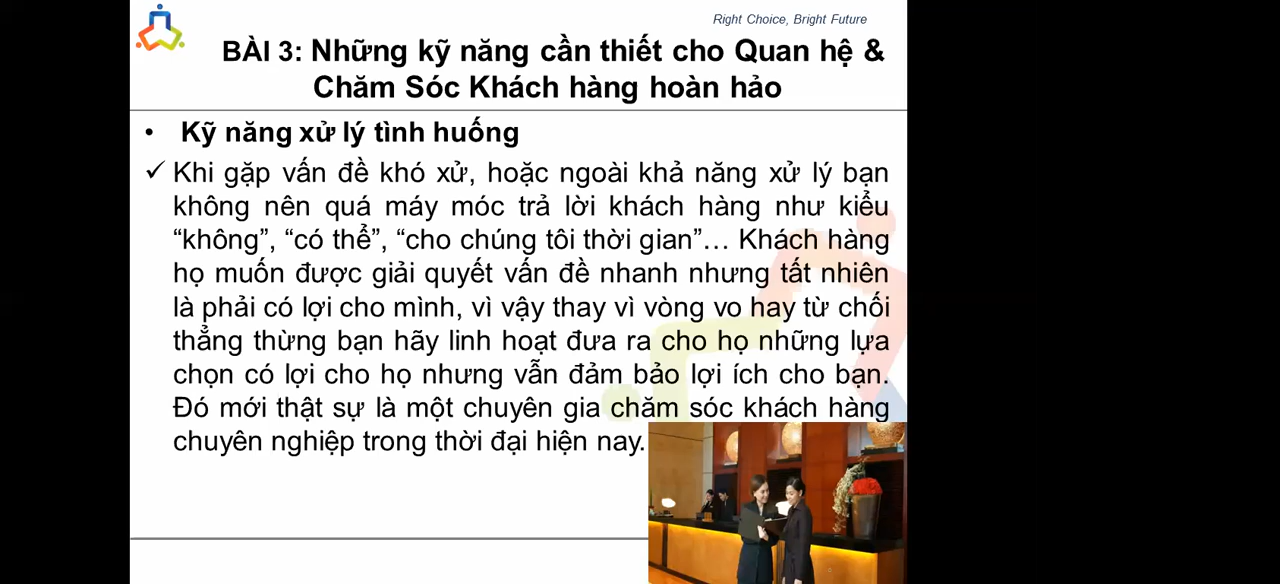 Right Choice, Bright Future
BÀI 3: Những kỹ năng cần thiết cho Quan hệ &
Chăm Sóc Khách hàng hoàn hảo
• Kỹ năng xử lý tình huống
✓ Khi gặp vấn đề khó xử, hoặc ngoài khả năng xử lý bạn
không nên quá máy móc trả lời khách hàng như kiểu
“không”, “có thể”, “cho chúng tôi thời gian”… Khách hàng
họ muốn được giải quyết vấn đề nhanh nhưng tất nhiên
là phải có lợi cho mình, vì vậy thay vì vòng vo hay từ chối
thẳng thừng bạn hãy linh hoạt đưa ra cho họ những lựa
chọn có lợi cho họ nhưng vẫn đảm bảo lợi ích cho bạn.
Đó mới thật sự là một chuyên gia chăm sóc khách hàng
chuyên nghiệp trong thời đại hiện nay.